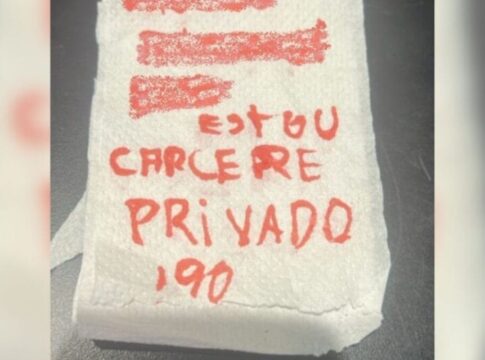 ESTOU
CARCERE
PRIVADO
190